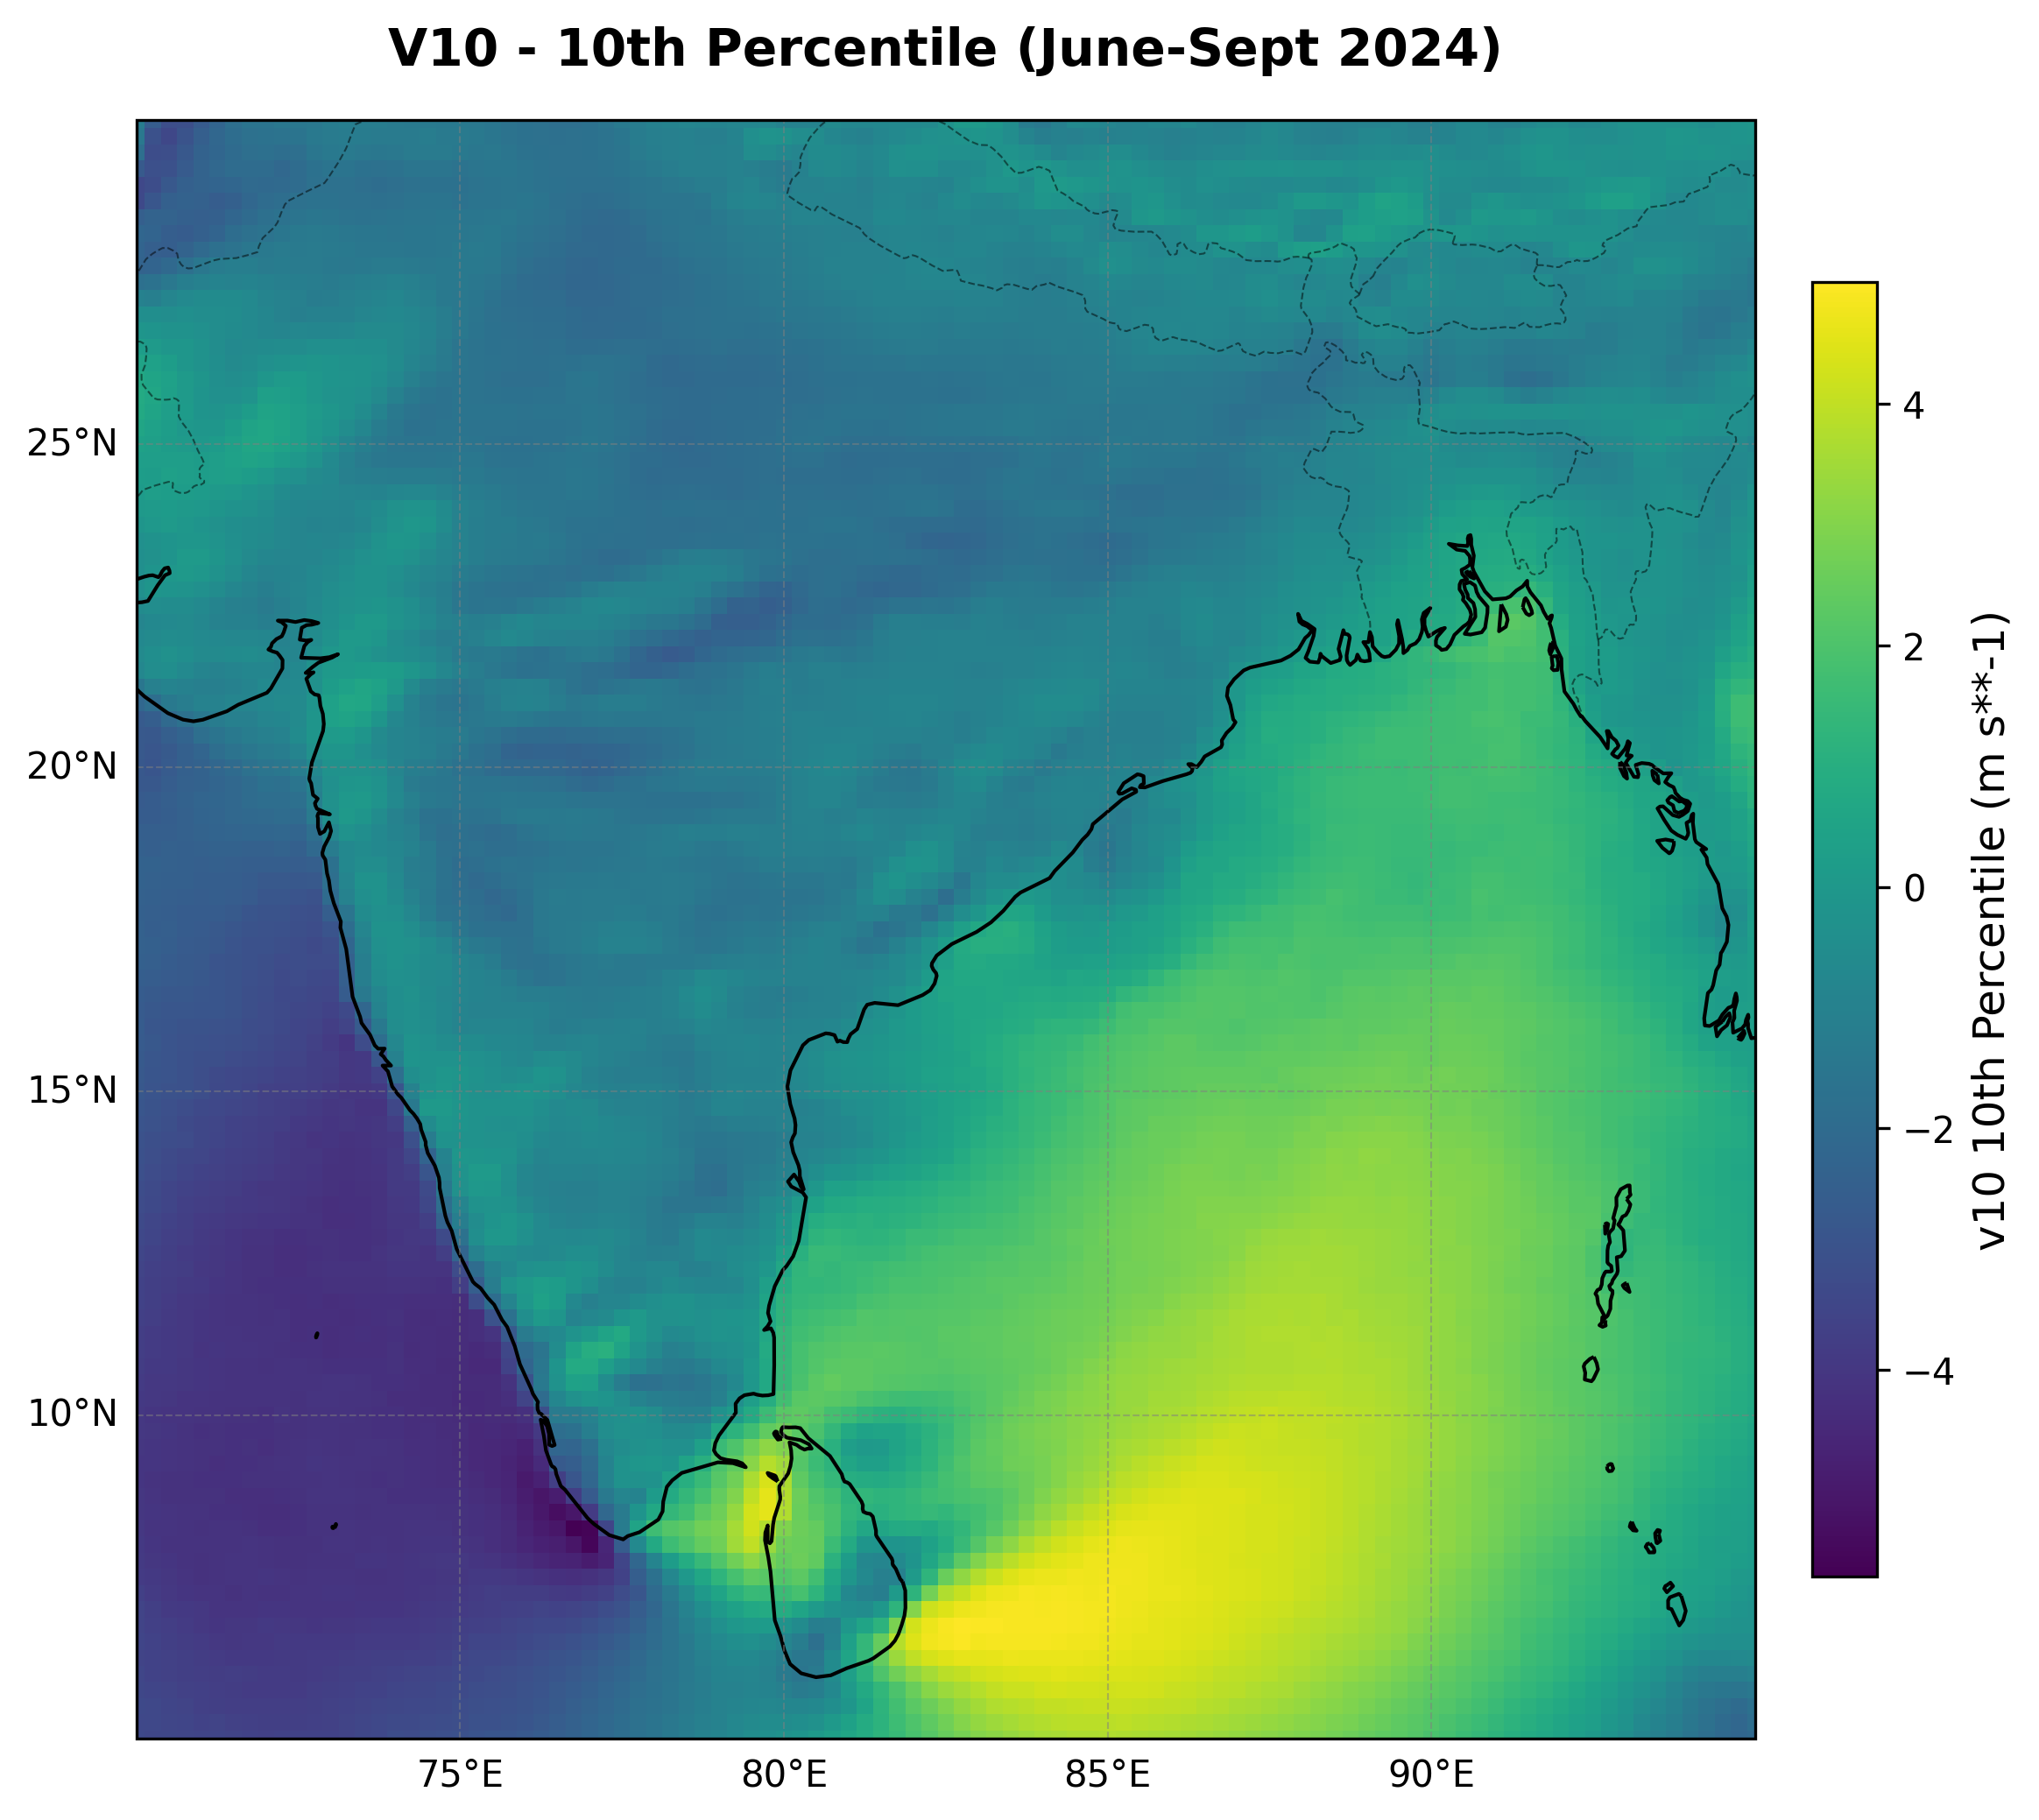 V10 - 10th Percentile (June-Sept 2024)
25°N
20°N
15°N
10°N
75°E
80°E
85°E
90°E
4
2
0
−2
−4
v10 10th Percentile (m s**-1)